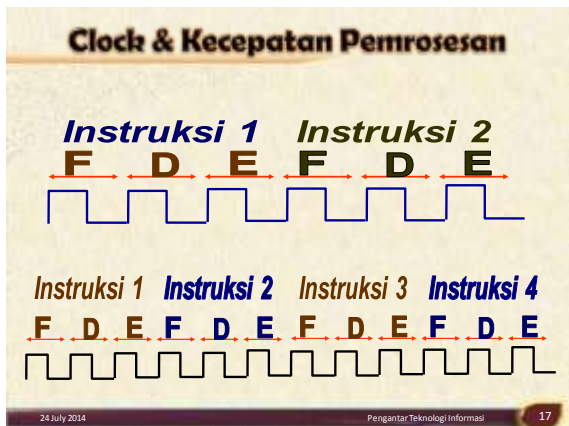 Clock & Kecepatan Pemrosesan
Instruksi 1 Instruksi 2
F D E F D E
Instruksi 1 Instruksi 2 Instruksi 3 Instruksi 4
F D E F D E F D E F D E
24 July 2014 Pengantar Teknologi Informasi 17